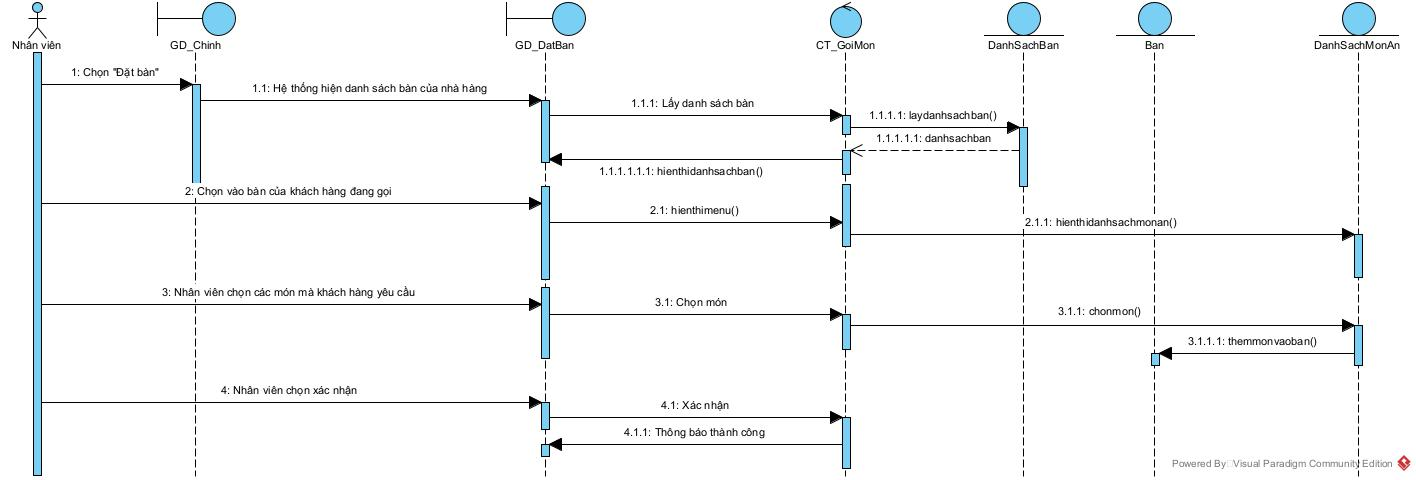 Nhân viên
GD_Chinh
GD_DatBan
CT_GoiMon
DanhSachBan
Ban
DanhSachMonAn
1: Chọn "Đặt bàn"
1.1: Hệ thống hiện danh sách bàn của nhà hàng
1.1.1: Lấy danh sách bàn
1.1.1.1: laydanhsachban()
1.1.1.1.1: danhsachban
1.1.1.1.1.1: hienthidanhsachban()
2: Chọn vào bàn của khách hàng đang gọi
2.1: hienthimenu()
2.1.1: hienthidanhsachmonan()
3: Nhân viên chọn các món mà khách hàng yêu cầu
3.1: Chọn món
3.1.1: chonmon()
3.1.1.1: themmonvaoban()
4: Nhân viên chọn xác nhận
4.1: Xác nhận
4.1.1: Thông báo thành công
Powered By Visual Paradigm Community Edition